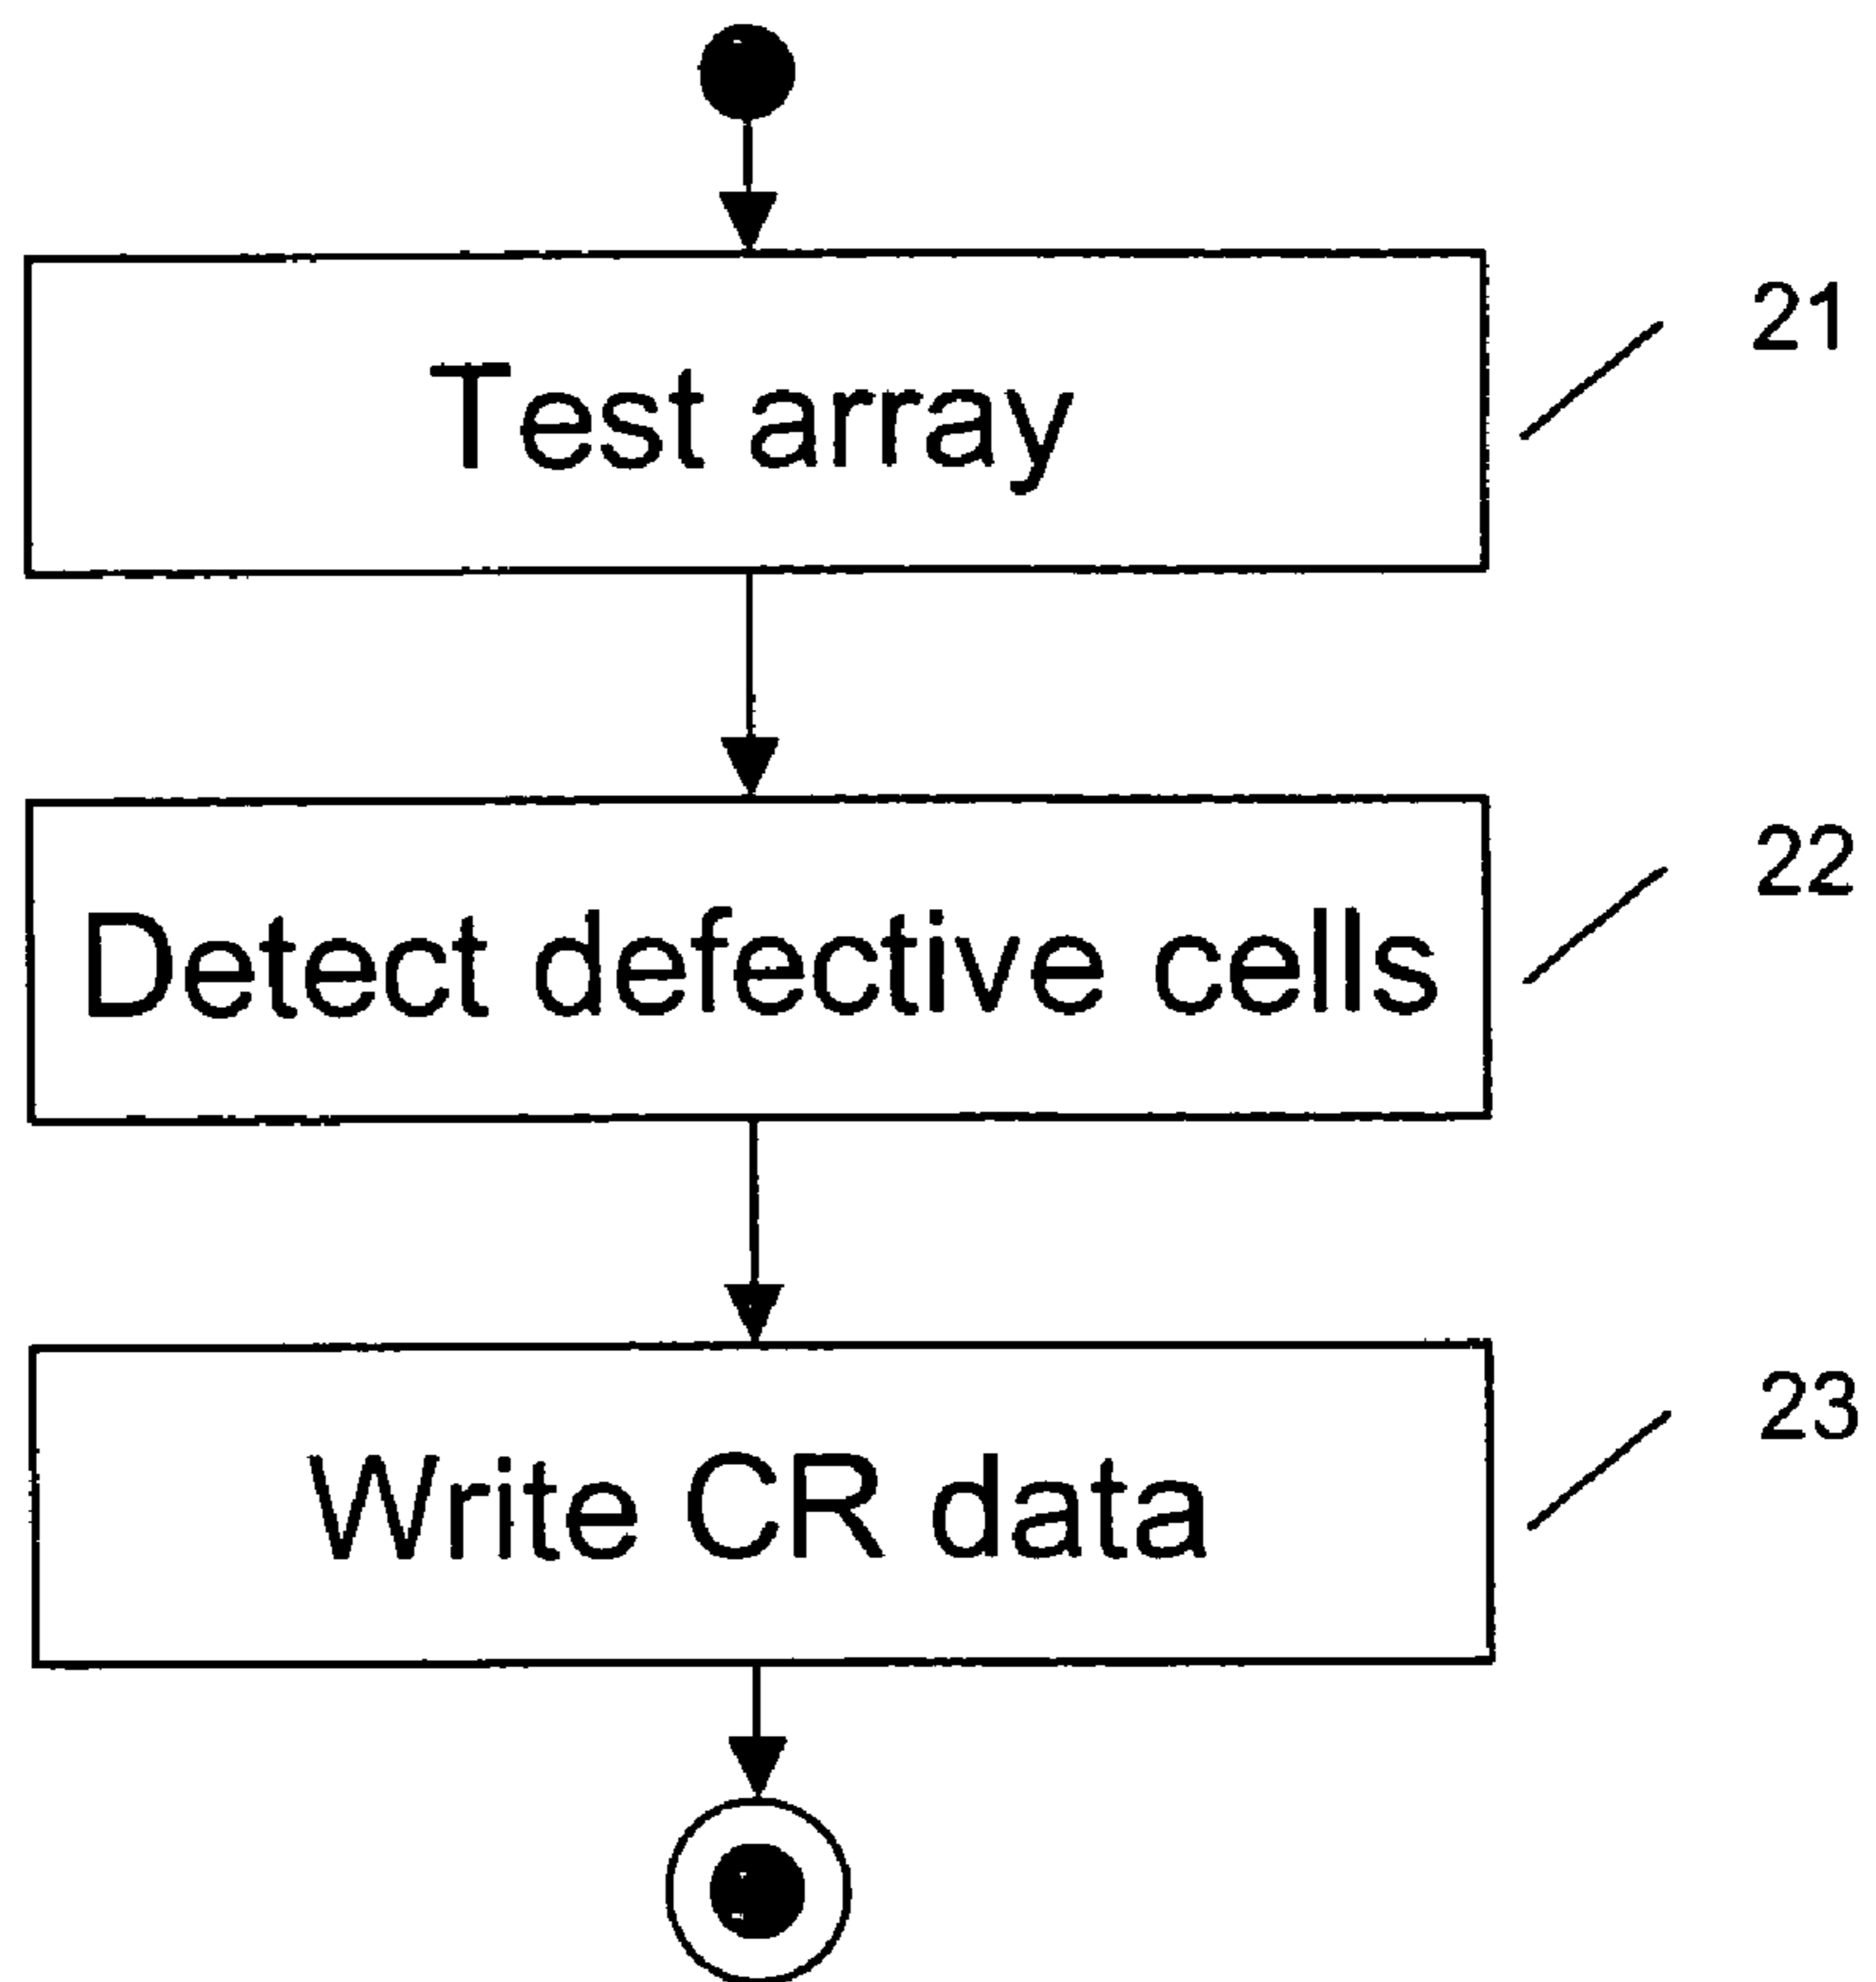 Test array
21
Detect defective cells
22
Write CR data
23